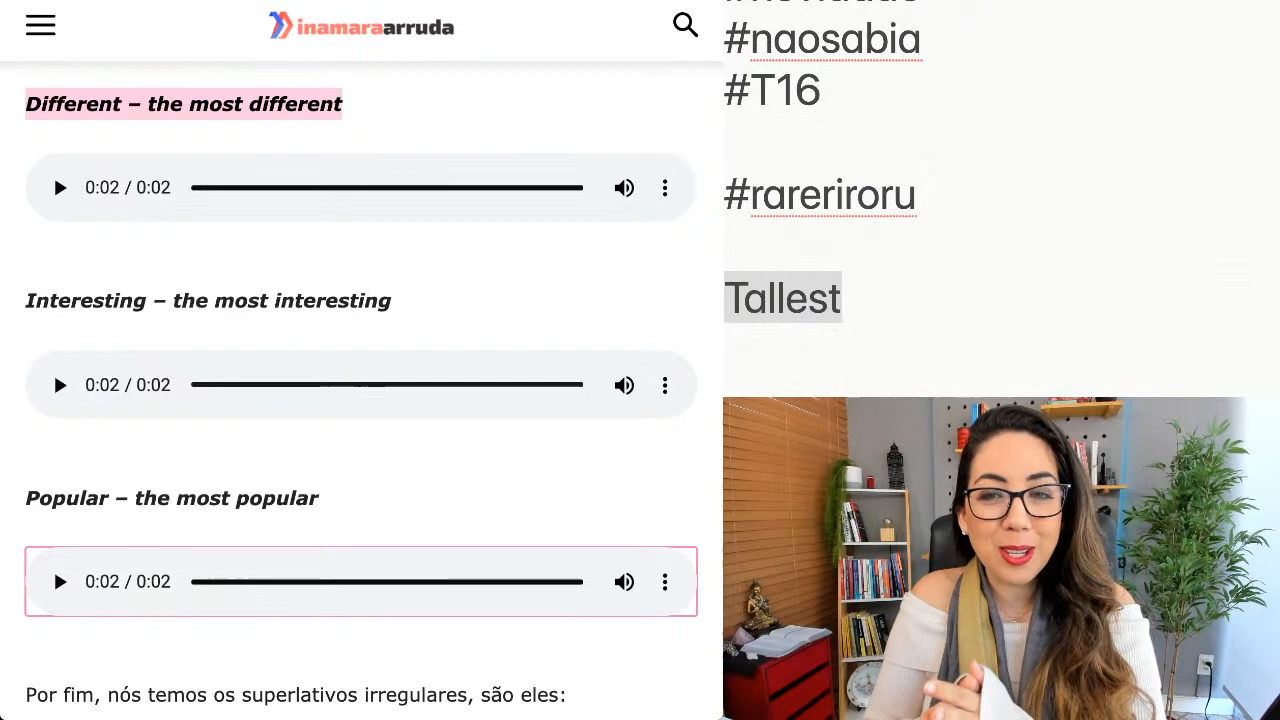 inamaraarruda
Different – the most different
0:02 / 0:02
Interesting – the most interesting
0:02 / 0:02
Popular – the most popular
0:02 / 0:02
Por fim, nós temos os superlativos irregulares, são eles:
#naosabia
#T16
#rareriroru
Tallest